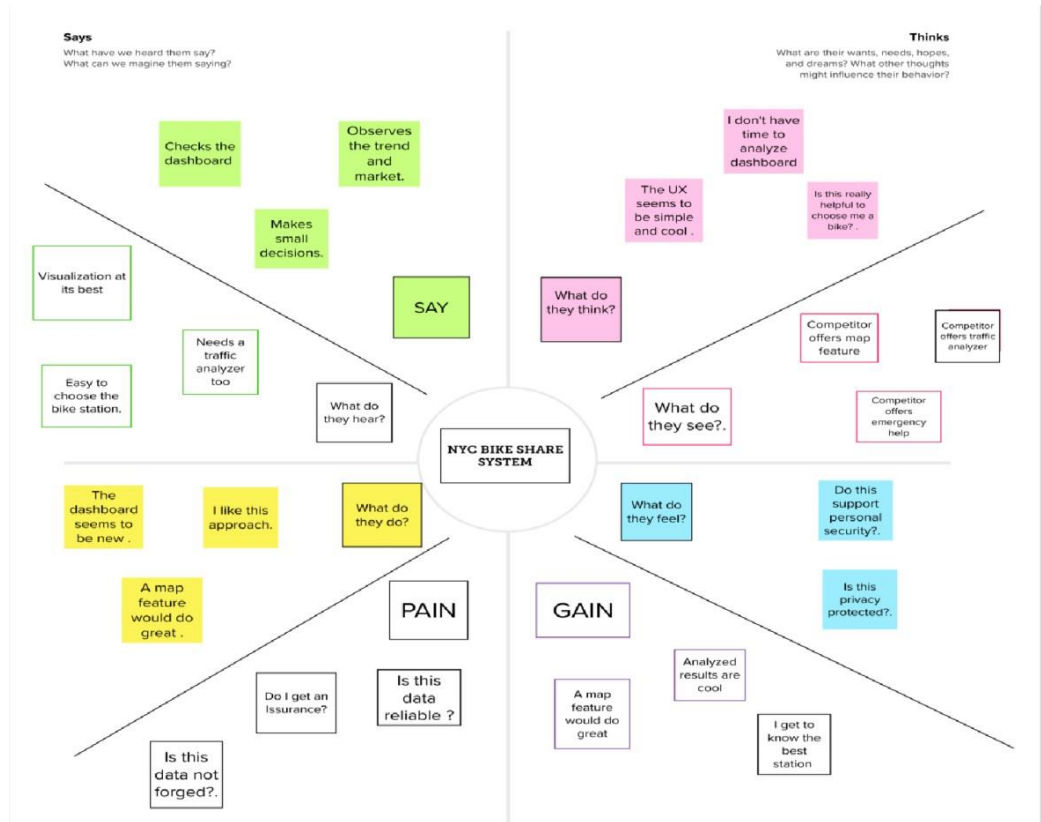 Says
What have we heard them say?
What can we magine them saying?
Thinks
What are their wants, needs, hopes,
and dreams? What other thoughts
might influence their behavior?
Checks the
dashboard
Observes
the trend
and
market.
Makes
small
decisions.
SAY
I don't have
time to
analyze
dashboard
The UX
seems to
be simple
and cool .
Is this really
helpful to
choose me a
bike? .
What do
they think?
Visualization at
its best
Needs a
traffic
analyzer
too
Easy to
choose the
bike station.
What do
they hear?
Competitor
offers map
feature
Competitor
offers traffic
analyzer
What do
they see?.
Competitor
offers
emergency
help
NYC BIKE SHARE
SYSTEM
The
dashboard
seems to
be new .
I like this
approach.
What do
they do?
A map
feature
would do
great .
What do
they feel?
Do this
support
personal
security?.
Is this
privacy
protected?.
PAIN
Do I get an
Issurance?
Is this
data
reliable ?
Is this
data not
forged?.
GAIN
Analyzed
results are
cool
A map
feature
would do
great
I get to
know the
best
station